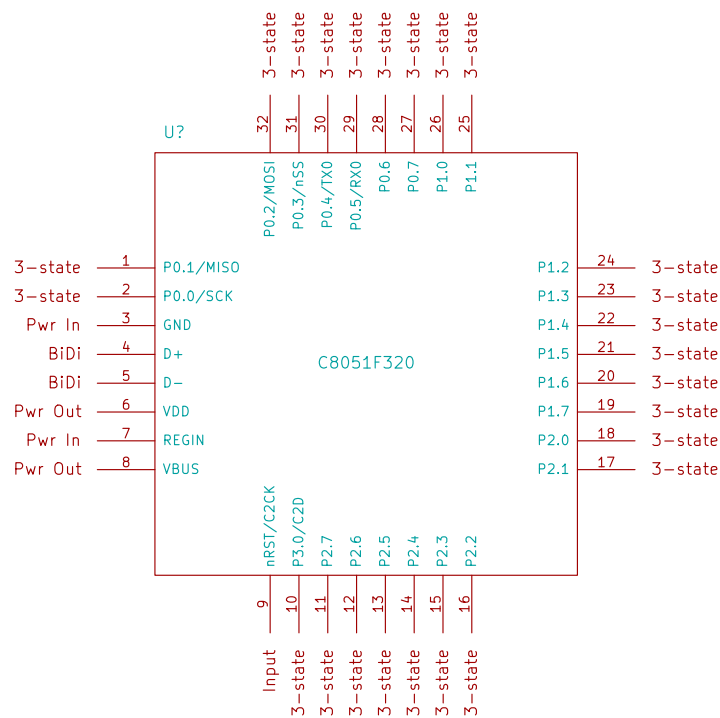 3-state 3-state 3-state 3-state 3-state 3-state 3-state 3-state
32 31 30 29 28 27 26 25
U?
P0.2/MOSI P0.3/nSS P0.4/TX0 P0.5/RX0 P0.6 P0.7 P1.0 P1.1
3-state 1 P0.1/MISO P1.2 24 3-state
3-state 2 P0.0/SCK P1.3 23 3-state
Pwr In 3 GND P1.4 22 3-state
BiDi 4 D+ P1.5 21 3-state
C8051F320
BiDi 5 D- P1.6 20 3-state
Pwr Out 6 VDD P1.7 19 3-state
Pwr In 7 REGIN P2.0 18 3-state
Pwr Out 8 VBUS P2.1 17 3-state
nRST/C2CK P3.0/C2D P2.7 P2.6 P2.5 P2.4 P2.3 P2.2
9 10 11 12 13 14 15 16
Input 3-state 3-state 3-state 3-state 3-state 3-state 3-state